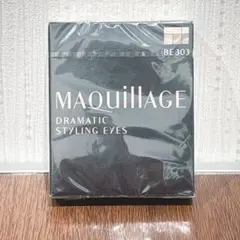 BE303
MAQUillAGE
DRAMATIC
STYLING EYES